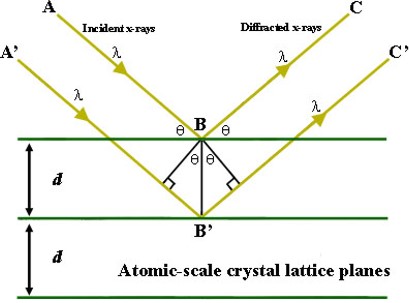 A
C
Incident x-rays
Diffracted x-rays
A'
C'
λ
λ
λ
λ
B
θ
θ
θ
θ
d
B'
d
Atomic-scale crystal lattice planes